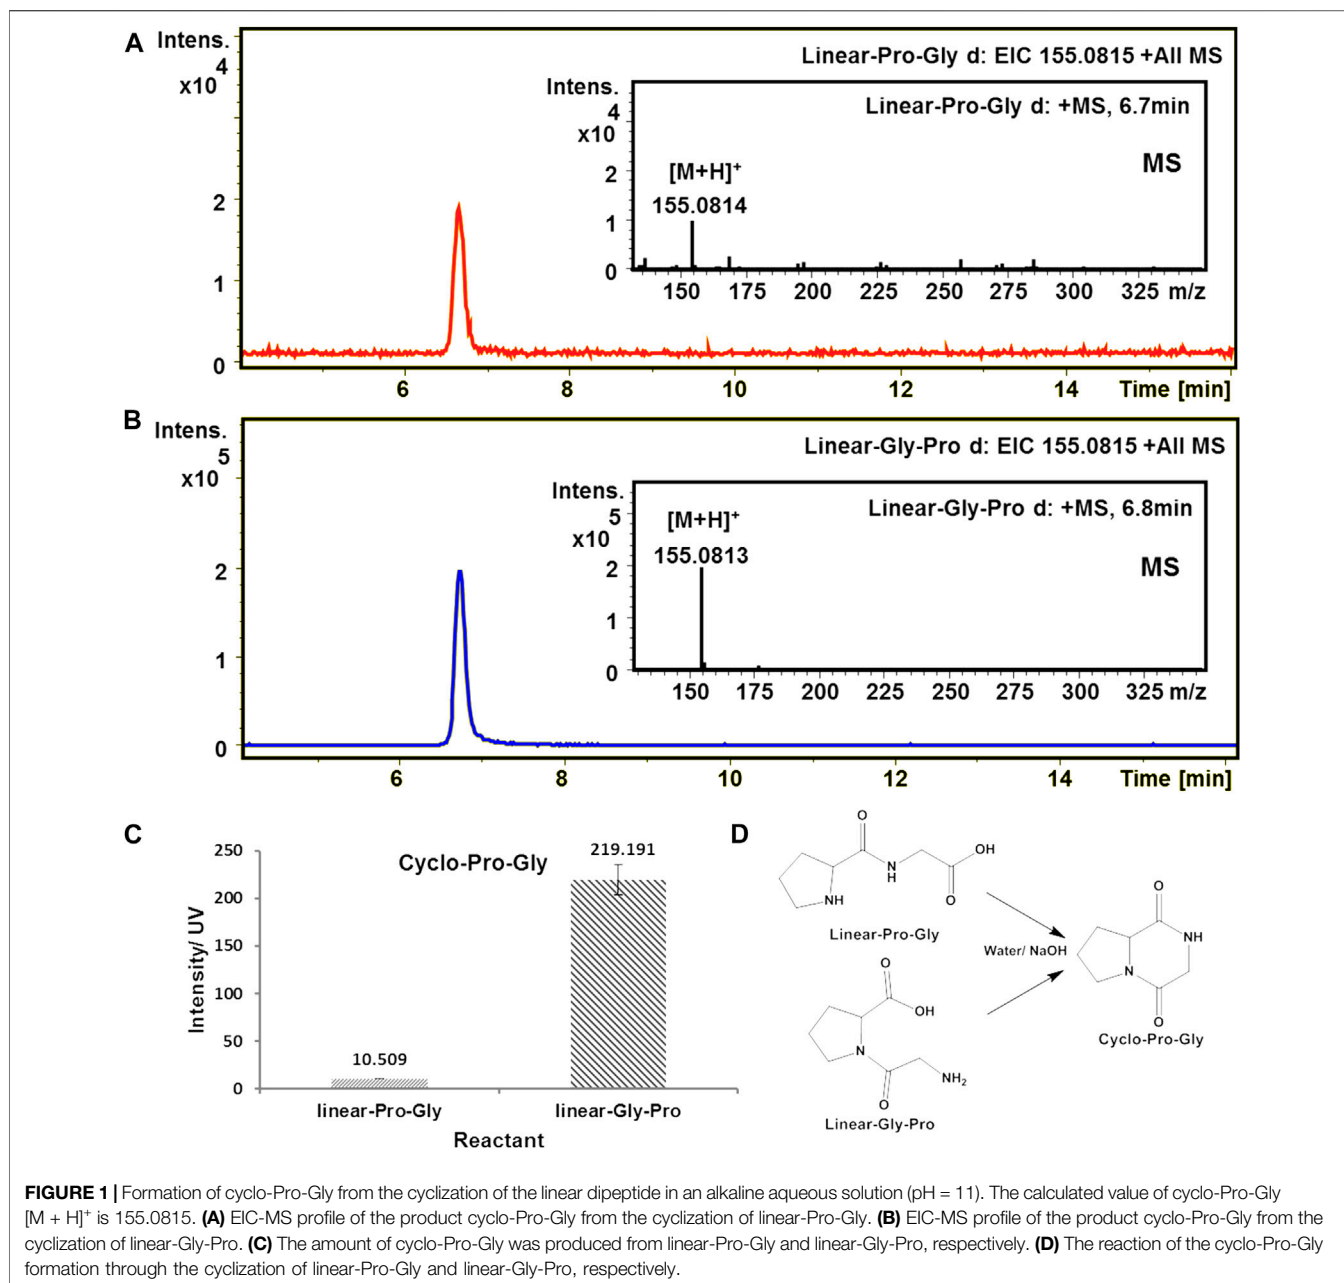 A
Intens.
x10⁴
Linear-Pro-Gly d: EIC 155.0815 +All MS
2
1
0
Intens.
x10⁴
Linear-Pro-Gly d: +MS, 6.7min
MS
[M+H]⁺
155.0814
2
1
0
150 175 200 225 250 275 300 325 m/z
6 8 10 12 14 Time [min]
B
Intens.
x10⁵
Linear-Gly-Pro d: EIC 155.0815 +All MS
2
1
0
Intens.
x10⁵
Linear-Gly-Pro d: +MS, 6.8min
MS
[M+H]⁺
155.0813
2
1
0
150 175 200 225 250 275 300 325 m/z
6 8 10 12 14 Time [min]
C
Cyclo-Pro-Gly
Intensity/ UV
250
200
150
100
50
0
10.509
219.191
linear-Pro-Gly linear-Gly-Pro
Reactant
D
O
OH
N
H
O
NH
Linear-Pro-Gly
Water/ NaOH
O
OH
N
NH₂
O
Linear-Gly-Pro
O
NH
N
O
Cyclo-Pro-Gly
FIGURE 1 | Formation of cyclo-Pro-Gly from the cyclization of the linear dipeptide in an alkaline aqueous solution (pH = 11). The calculated value of cyclo-Pro-Gly
[M + H]⁺ is 155.0815. (A) EIC-MS profile of the product cyclo-Pro-Gly from the cyclization of linear-Pro-Gly. (B) EIC-MS profile of the product cyclo-Pro-Gly from the
cyclization of linear-Gly-Pro. (C) The amount of cyclo-Pro-Gly was produced from linear-Pro-Gly and linear-Gly-Pro, respectively. (D) The reaction of the cyclo-Pro-Gly
formation through the cyclization of linear-Pro-Gly and linear-Gly-Pro, respectively.